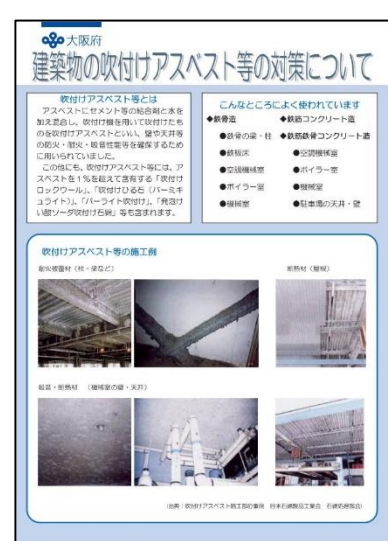 大阪府
建築物の吹付けアスベスト等の対策について
吹付けアスベスト等とは
アスベストにセメント等の結合剤と水を
加え混合し、吹付け機を用いて吹付けたも
のを吹付けアスベストといい、壁や天井等
の防火・耐火・吸音性能等を確保するため
に用いられていました。
この他にも、吹付けアスベスト等には、ア
スベストを1%を超えて含有する「吹付け
ロックウール」、「吹付けひる石（バーミキ
ュライト）」、「パーライト吹付け」、「発泡け
い酸ソーダ吹付け石綿」等も含まれます。
こんなところによく使われています
◆鉄骨造
●鉄骨の梁・柱
●鉄板床
●空調機械室
●ボイラー室
●機械室
◆鉄筋コンクリート造
◆鉄筋鉄骨コンクリート造
●空調機械室
●ボイラー室
●機械室
●駐車場の天井・壁
吹付けアスベスト等の施工例
耐火被覆材（柱・梁など）
断熱材（屋根）
吸音・断熱材　（機械室の壁・天井）